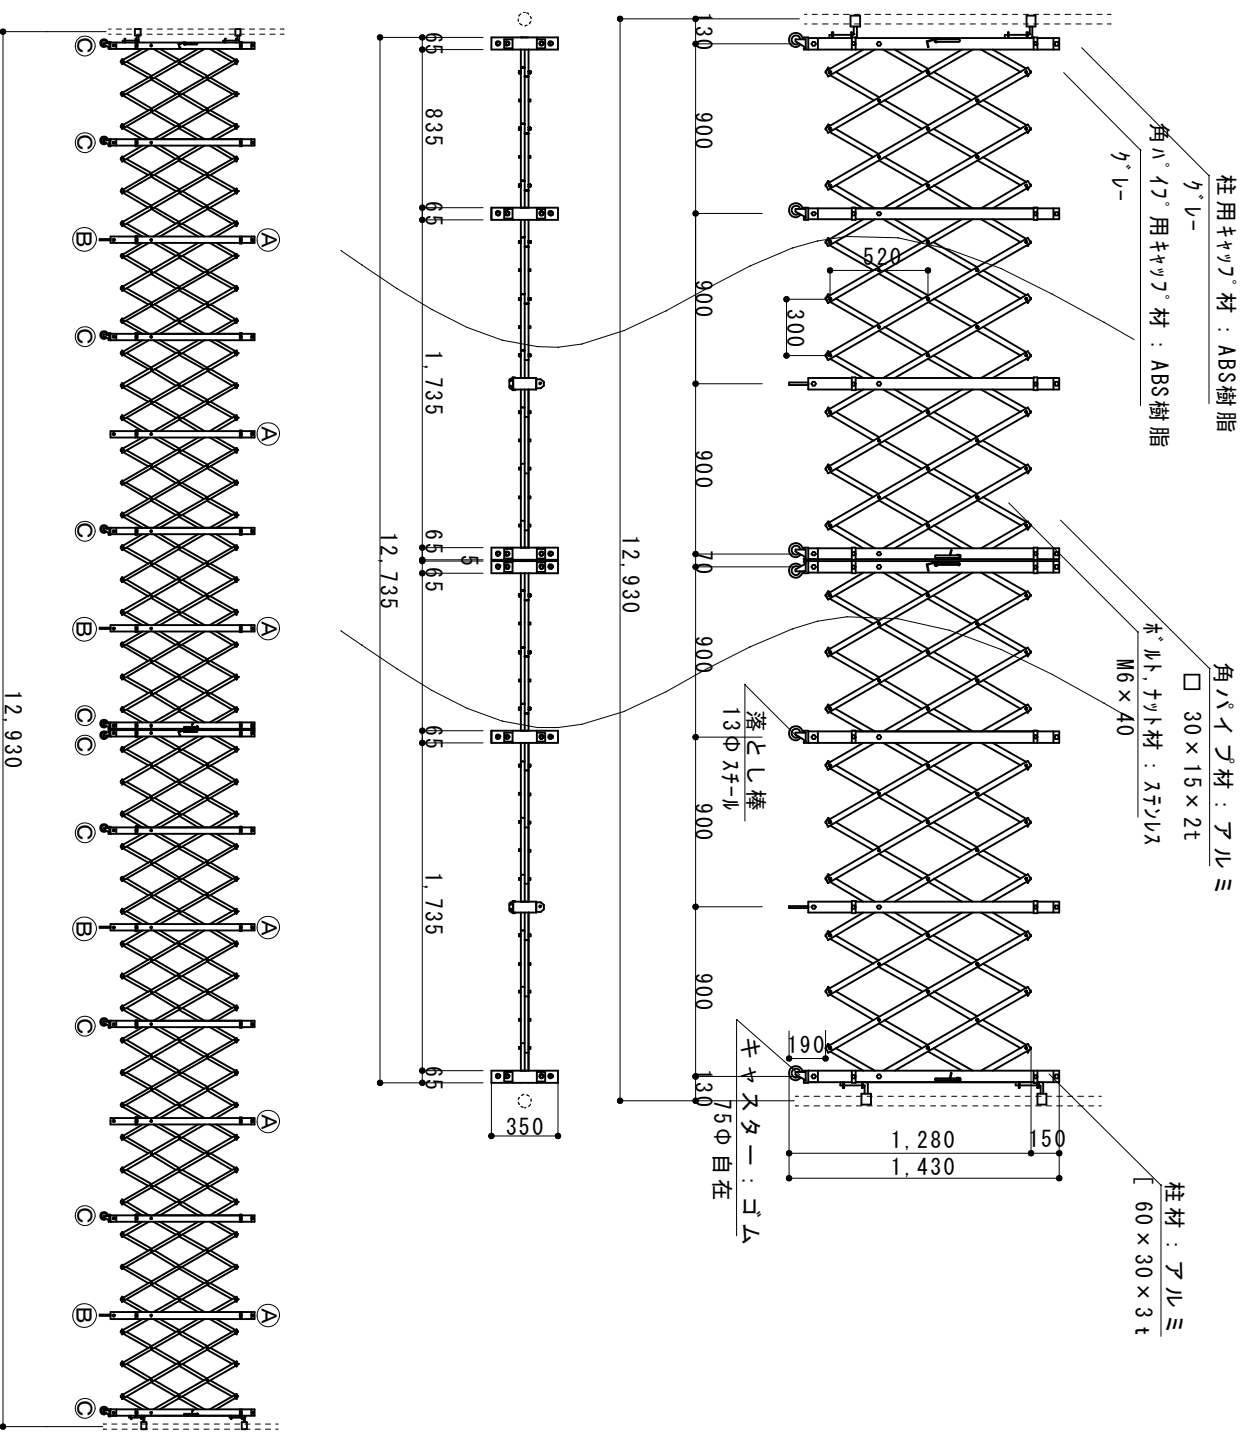 柱用ｷｬｯﾌﾟ材：ABS樹脂
ｸﾞﾚｰ
角ﾊﾟｲﾌﾟ用ｷｬｯﾌﾟ材：ABS樹脂
ｸﾞﾚｰ
角パイプ材：アルミ
□ 30×15×2t
ﾎﾞﾙﾄ,ﾅｯﾄ材：ｽﾃﾝﾚｽ
M6×40
柱材：アルミ
[ 60×30×3t
130
900
900
900
70
900
900
900
130
520
300
190
1,280
150
1,430
落とし棒
13Φｽﾁｰﾙ
キャスター：ゴム
75Φ自在
12,930
65
835
65
1,735
65
5
65
65
1,735
65
12,735
350
A
A
A
A
A
A
C
C
B
C
C
B
C
C
C
B
C
C
B
C
12,930